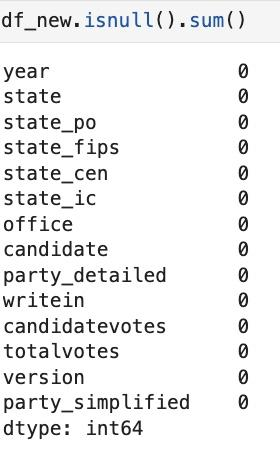 df_new.isnull().sum()
year 0
state 0
state_po 0
state_fips 0
state_cen 0
state_ic 0
office 0
candidate 0
party_detailed 0
writein 0
candidatevotes 0
totalvotes 0
version 0
party_simplified 0
dtype: int64